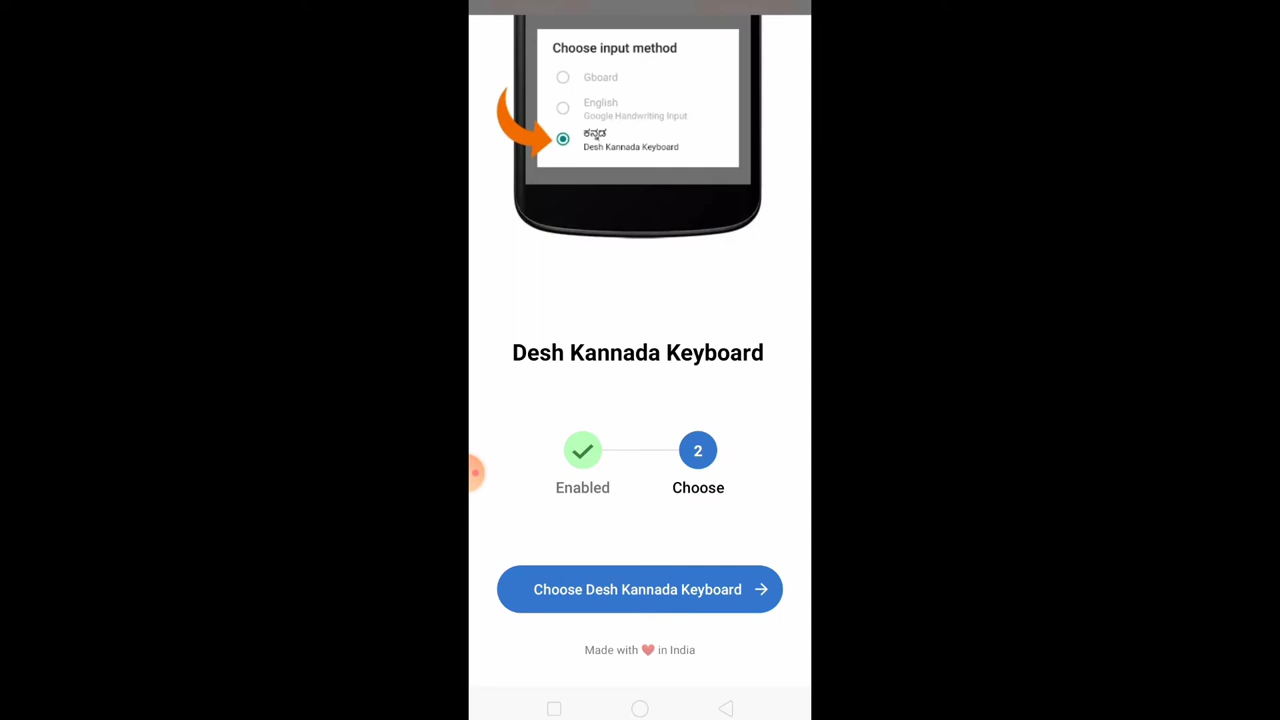 Choose input method
Gboard
English
Google Handwriting Input
ಕನ್ನಡ
Desh Kannada Keyboard
Desh Kannada Keyboard
2
Enabled
Choose
Choose Desh Kannada Keyboard
Made with ❤️ in India